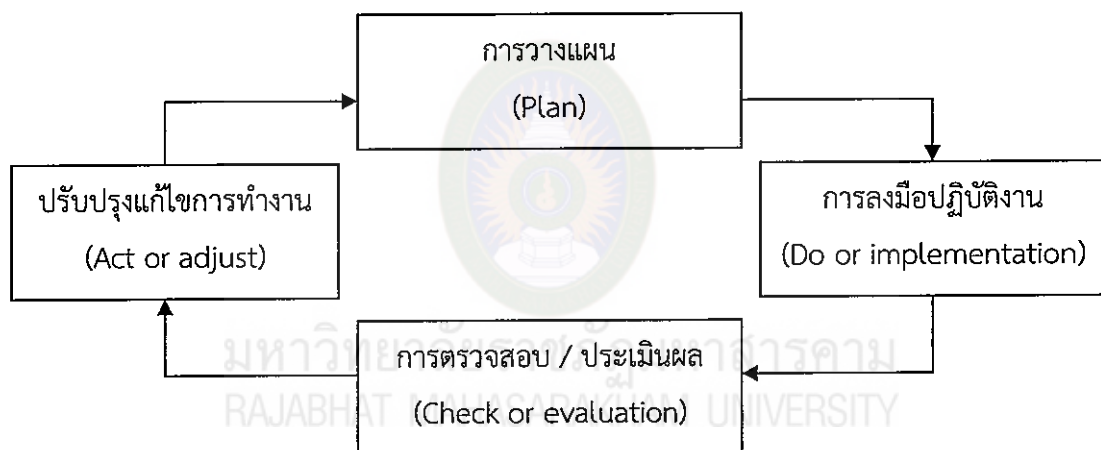 การวางแผน
(Plan)
ปรับปรุงแก้ไขการทำงาน
(Act or adjust)
การลงมือปฏิบัติงาน
(Do or implementation)
การตรวจสอบ / ประเมินผล
(Check or evaluation)
มหาวิทยาลัยราชภัฏมหาสารคาม
RAJABHAT MAHASARAKHAM UNIVERSITY